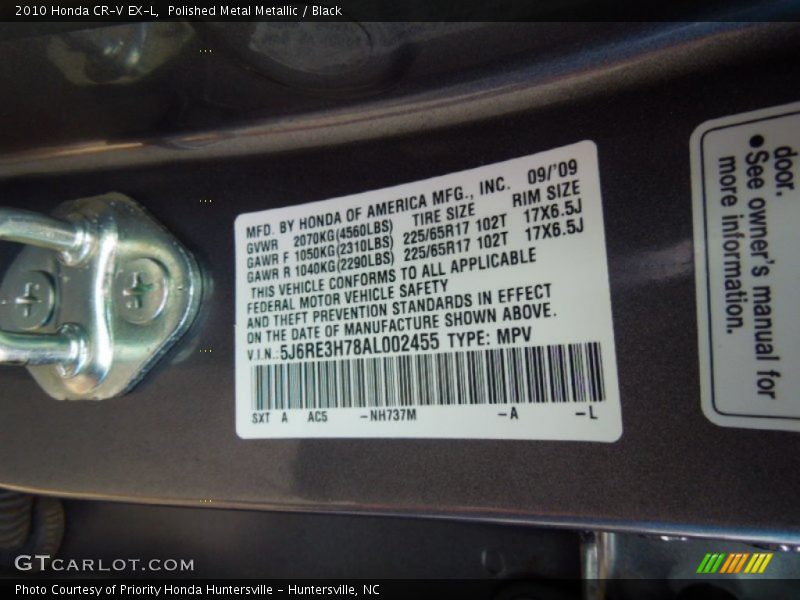 2010 Honda CR-V EX-L, Polished Metal Metallic / Black
MFD. BY HONDA OF AMERICA MFG., INC. 09/'09
GVWR 2070KG(4560LBS) TIRE SIZE RIM SIZE
GAWR F 1050KG(2310LBS) 225/65R17 102T 17X6.5J
GAWR R 1040KG(2290LBS) 225/65R17 102T 17X6.5J
THIS VEHICLE CONFORMS TO ALL APPLICABLE
FEDERAL MOTOR VEHICLE SAFETY
AND THEFT PREVENTION STANDARDS IN EFFECT
ON THE DATE OF MANUFACTURE SHOWN ABOVE.
V.I.N.:5J6RE3H78AL002455 TYPE: MPV
SXT A AC5 -NH737M -A -L
door.
● See owner's manual for
more information.
GTCARLOT.COM
Photo Courtesy of Priority Honda Huntersville - Huntersville, NC